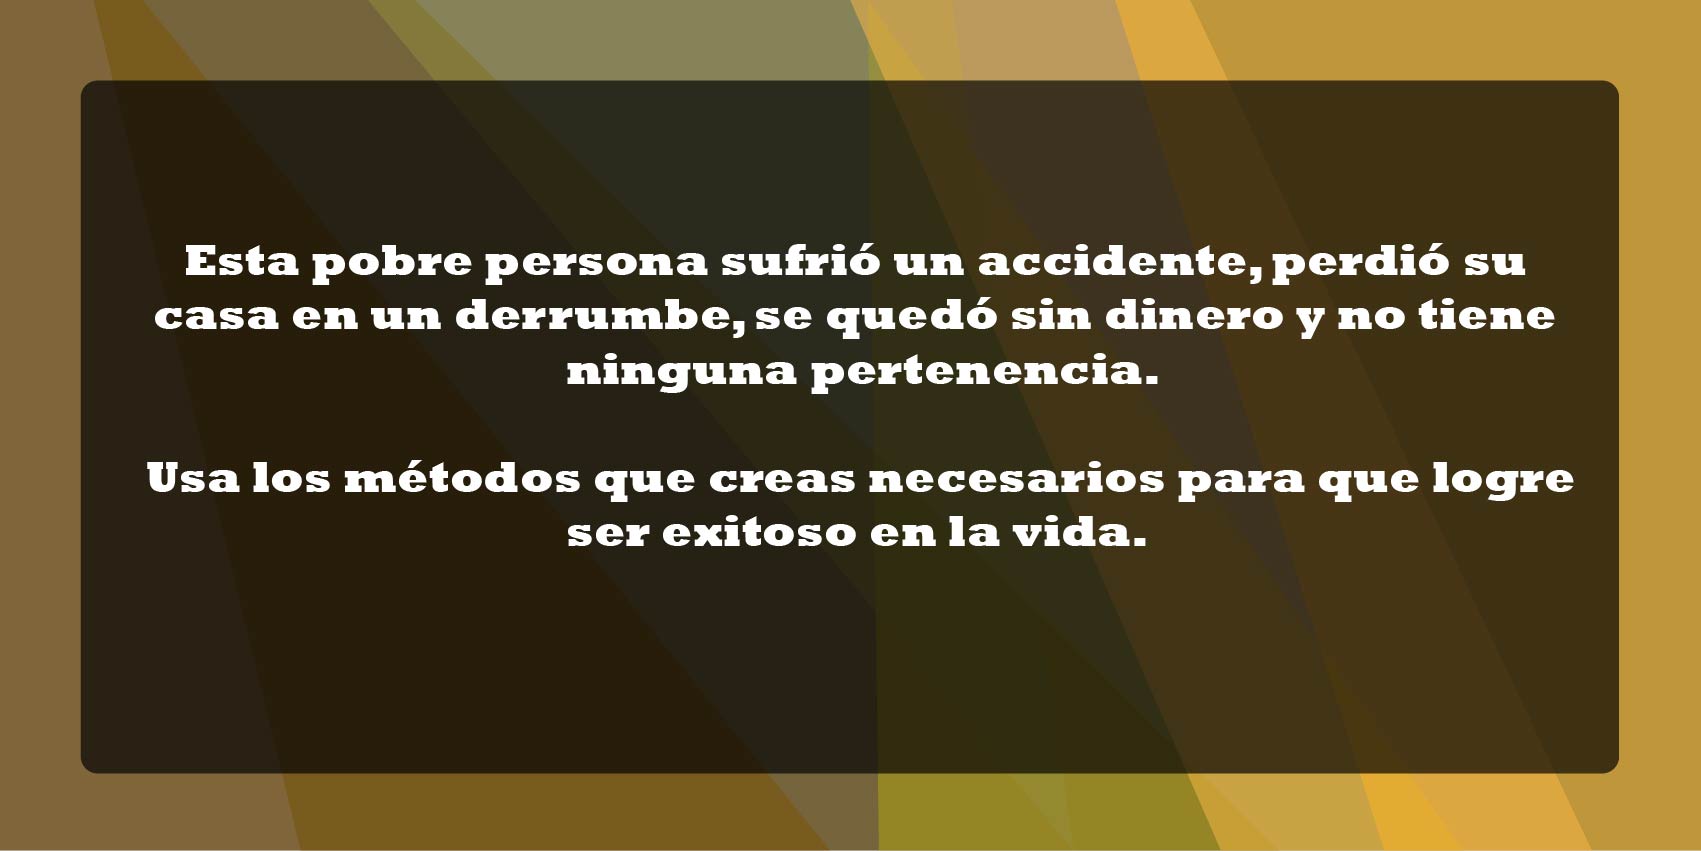 Esta pobre persona sufrió un accidente, perdió su
casa en un derrumbe, se quedó sin dinero y no tiene
ninguna pertenencia.
Usa los métodos que creas necesarios para que logre
ser exitoso en la vida.